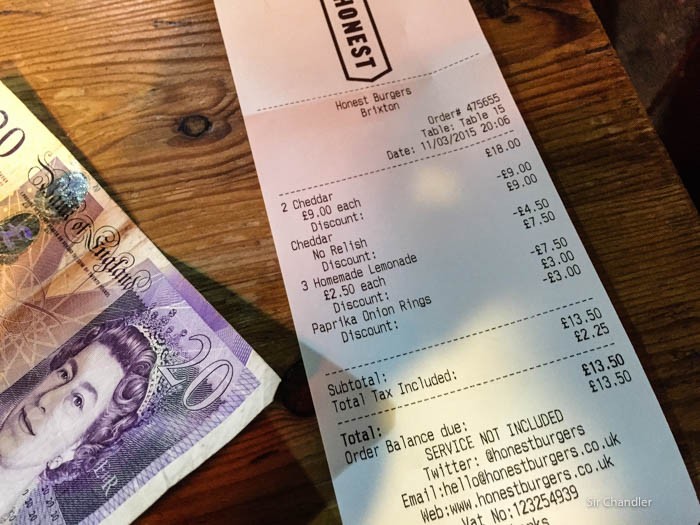 HONEST
Honest Burgers
Brixton
Order# 475655
Table: Table 15
Date: 11/03/2015 20:06
2 Cheddar £18.00
£9.00 each
Discount: -£9.00
Cheddar £9.00
No Relish
Discount: -£4.50
3 Homemade Lemonade £7.50
£2.50 each
Discount: -£7.50
Paprika Onion Rings £3.00
Discount: -£3.00
Subtotal: £13.50
Total Tax Included: £2.25
Total: £13.50
Order Balance due: £13.50
SERVICE NOT INCLUDED
Twitter: @honestburgers
Email:hello@honestburgers.co.uk
Web:www.honestburgers.co.uk
Vat No:123254939
Bank of England
£
20
Sir Chandler